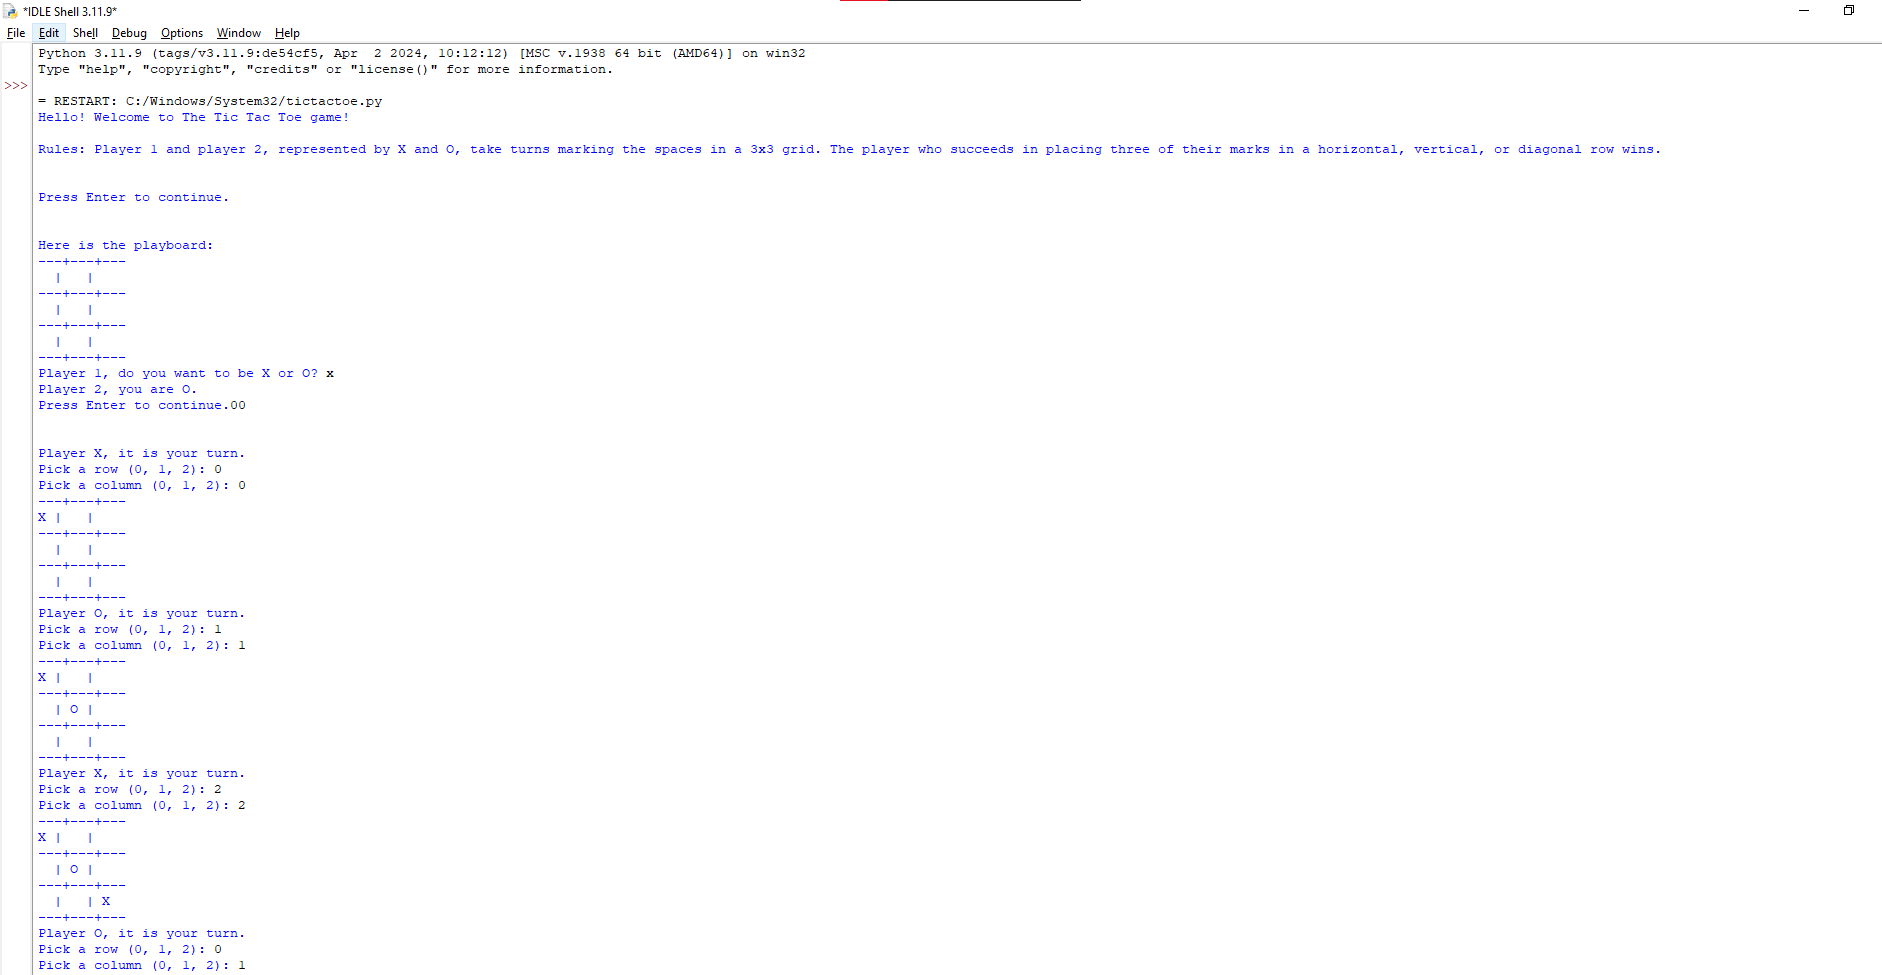 *IDLE Shell 3.11.9*
File Edit Shell Debug Options Window Help
Python 3.11.9 (tags/v3.11.9:de54cf5, Apr  2 2024, 10:12:12) [MSC v.1938 64 bit (AMD64)] on win32
Type "help", "copyright", "credits" or "license()" for more information.
>>>
= RESTART: C:/Windows/System32/tictactoe.py
Hello! Welcome to The Tic Tac Toe game!
Rules: Player 1 and player 2, represented by X and O, take turns marking the spaces in a 3x3 grid. The player who succeeds in placing three of their marks in a horizontal, vertical, or diagonal row wins.
Press Enter to continue.
Here is the playboard:
---+---+---
  |   |
---+---+---
  |   |
---+---+---
  |   |
---+---+---
Player 1, do you want to be X or O? x
Player 2, you are O.
Press Enter to continue.00
Player X, it is your turn.
Pick a row (0, 1, 2): 0
Pick a column (0, 1, 2): 0
---+---+---
X |   |
---+---+---
  |   |
---+---+---
  |   |
---+---+---
Player O, it is your turn.
Pick a row (0, 1, 2): 1
Pick a column (0, 1, 2): 1
---+---+---
X |   |
---+---+---
  | O |
---+---+---
  |   |
---+---+---
Player X, it is your turn.
Pick a row (0, 1, 2): 2
Pick a column (0, 1, 2): 2
---+---+---
X |   |
---+---+---
  | O |
---+---+---
  |   | X
---+---+---
Player O, it is your turn.
Pick a row (0, 1, 2): 0
Pick a column (0, 1, 2): 1